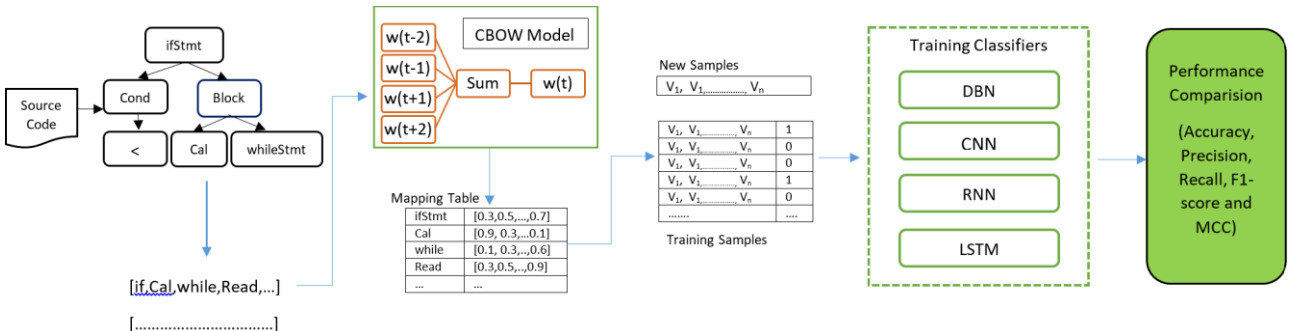 Source
Code
ifStmt
Cond
Block
<
Cal
whileStmt
[if,Cal,while,Read,...]
[..............................]
CBOW Model
w(t-2)
w(t-1)
w(t+1)
w(t+2)
Sum
w(t)
Mapping Table
ifStmt [0.3,0.5,...,0.7]
Cal [0.9, 0.3,...0.1]
while [0.1, 0.3,...,0.6]
Read [0.3,0.5,..,0.9]
... ...
New Samples
V1, V1,................, Vn
V1, V1,..............., Vn 1
V1, V1,..............., Vn 0
V1, V1,..............., Vn 0
V1, V1,..............., Vn 1
V1, V1,..............., Vn 0
....... ....
Training Samples
Training Classifiers
DBN
CNN
RNN
LSTM
Performance
Comparision
(Accuracy,
Precision,
Recall, F1-
score and
MCC)